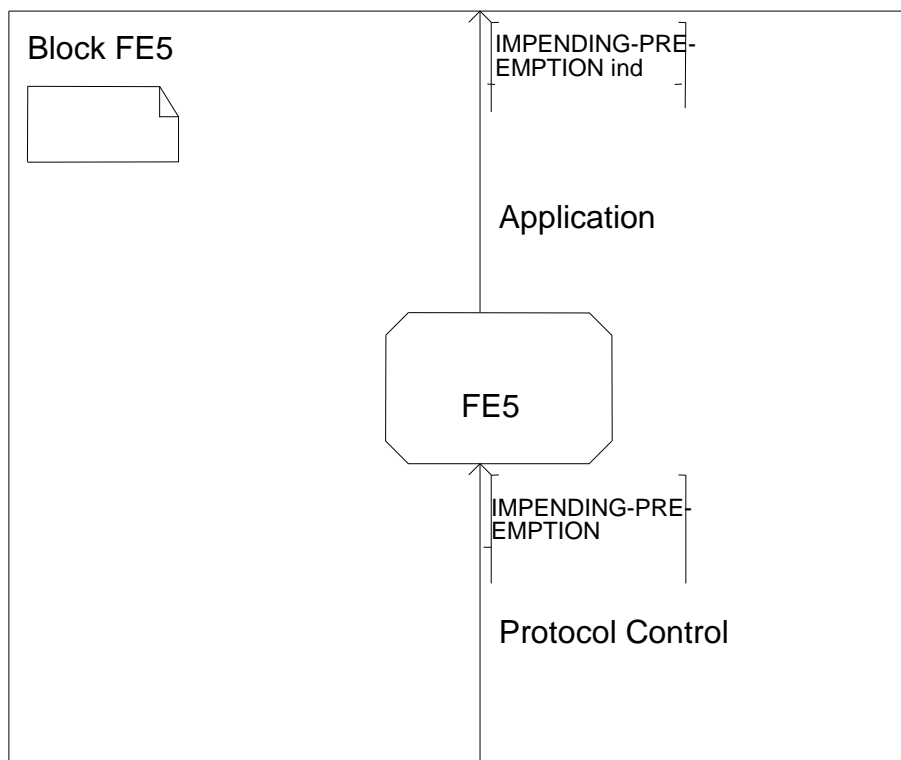 Block FE5
IMPENDING-PRE-
EMPTION ind
Application
FE5
IMPENDING-PRE-
EMPTION
Protocol Control